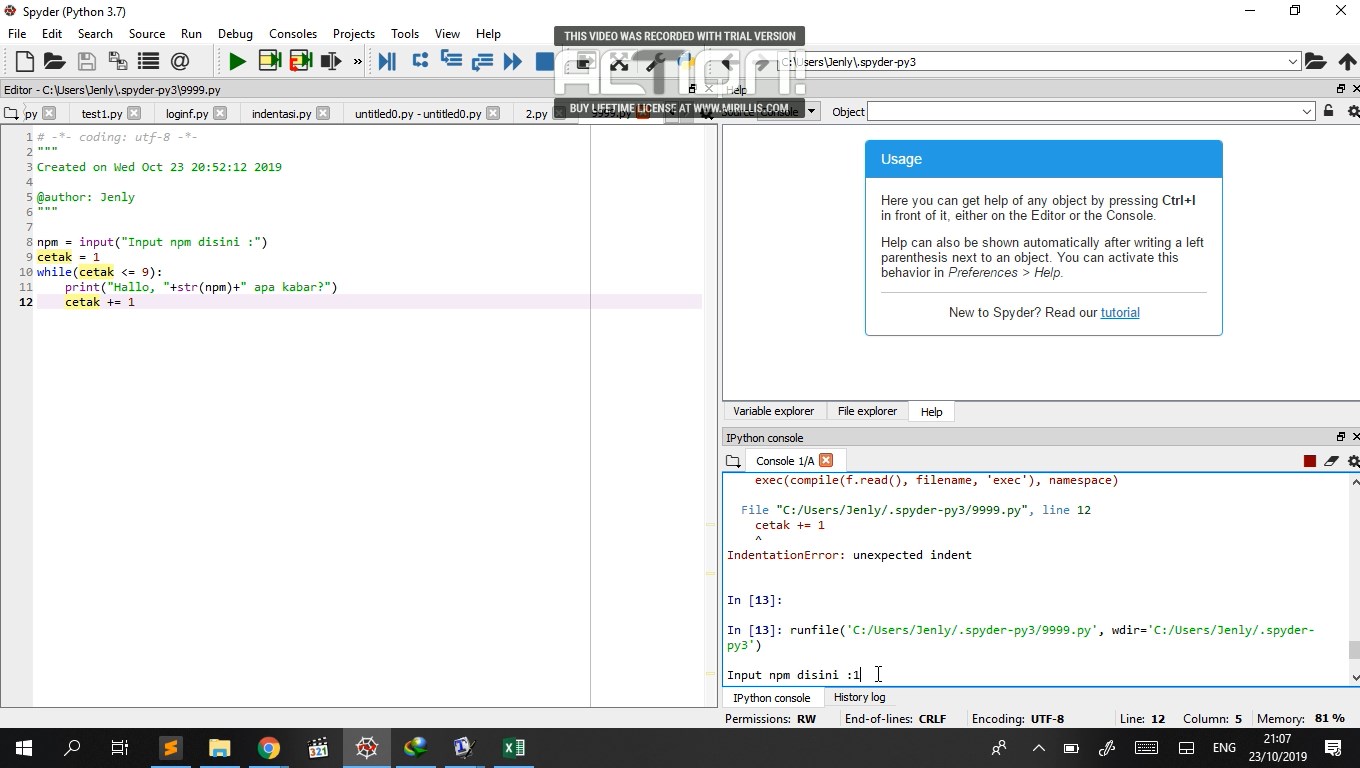 Spyder (Python 3.7)
File Edit Search Source Run Debug Consoles Projects Tools View Help
THIS VIDEO WAS RECORDED WITH TRIAL VERSION
ACTION!
BUY LIFETIME LICENSE AT WWW.MIRILLIS.COM
C:\Users\Jenly\.spyder-py3
Editor - C:\Users\Jenly\.spyder-py3\9999.py
Help
py test1.py loginf.py indentasi.py untitled0.py - untitled0.py 2.py 9999.py
Source Console Object
1 # -*- coding: utf-8 -*-
2 """
3 Created on Wed Oct 23 20:52:12 2019
4
5 @author: Jenly
6 """
7
8 npm = input("Input npm disini :")
9 cetak = 1
10 while(cetak <= 9):
11 print("Hallo, "+str(npm)+" apa kabar?")
12 cetak += 1
Usage
Here you can get help of any object by pressing Ctrl+I
in front of it, either on the Editor or the Console.
Help can also be shown automatically after writing a left
parenthesis next to an object. You can activate this
behavior in Preferences > Help.
New to Spyder? Read our tutorial
Variable explorer File explorer Help
IPython console
Console 1/A
exec(compile(f.read(), filename, 'exec'), namespace)
File "C:/Users/Jenly/.spyder-py3/9999.py", line 12
cetak += 1
^
IndentationError: unexpected indent
In [13]:
In [13]: runfile('C:/Users/Jenly/.spyder-py3/9999.py', wdir='C:/Users/Jenly/.spyder-
py3')
Input npm disini :1
IPython console History log
Permissions: RW End-of-lines: CRLF Encoding: UTF-8 Line: 12 Column: 5 Memory: 81 %
321
ENG
21:07
23/10/2019